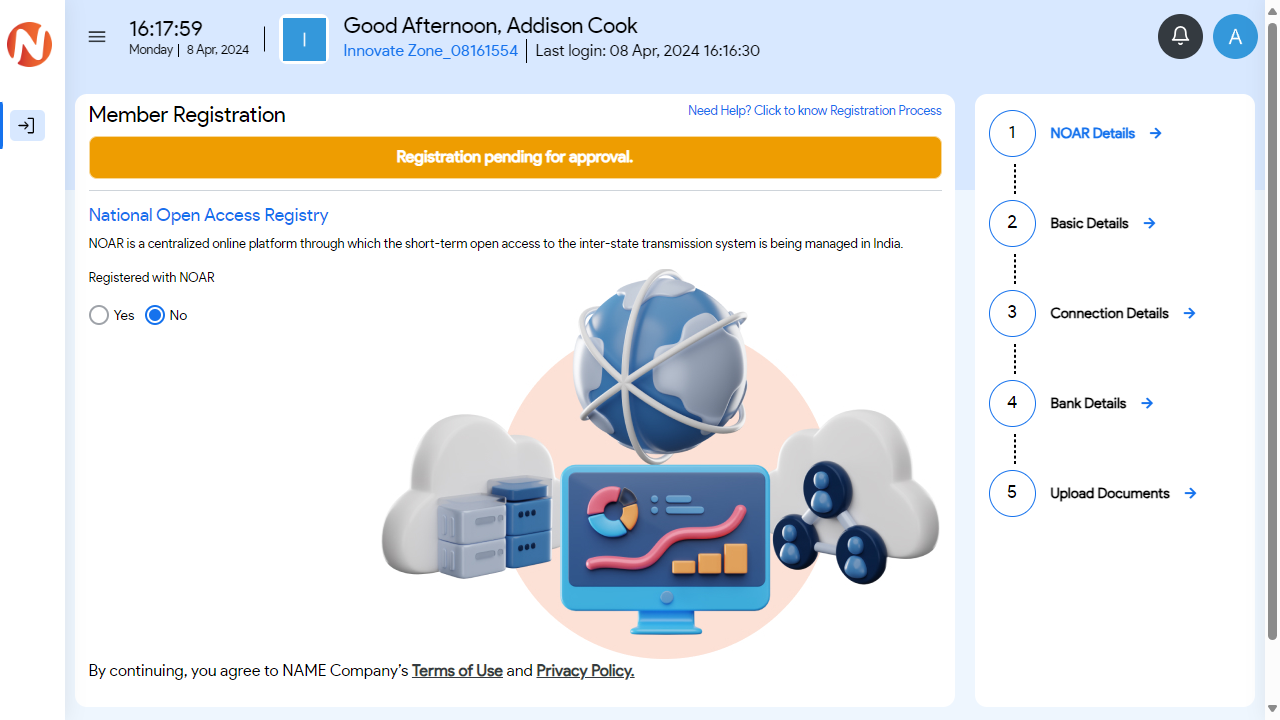 16:17:59
Monday | 8 Apr, 2024
I
Good Afternoon, Addison Cook
Innovate Zone_08161554 | Last login: 08 Apr, 2024 16:16:30
A
Member Registration
Need Help? Click to know Registration Process
Registration pending for approval.
National Open Access Registry
NOAR is a centralized online platform through which the short-term open access to the inter-state transmission system is being managed in India.
Registered with NOAR
Yes
No
By continuing, you agree to NAME Company’s Terms of Use and Privacy Policy.
1 NOAR Details
2 Basic Details
3 Connection Details
4 Bank Details
5 Upload Documents